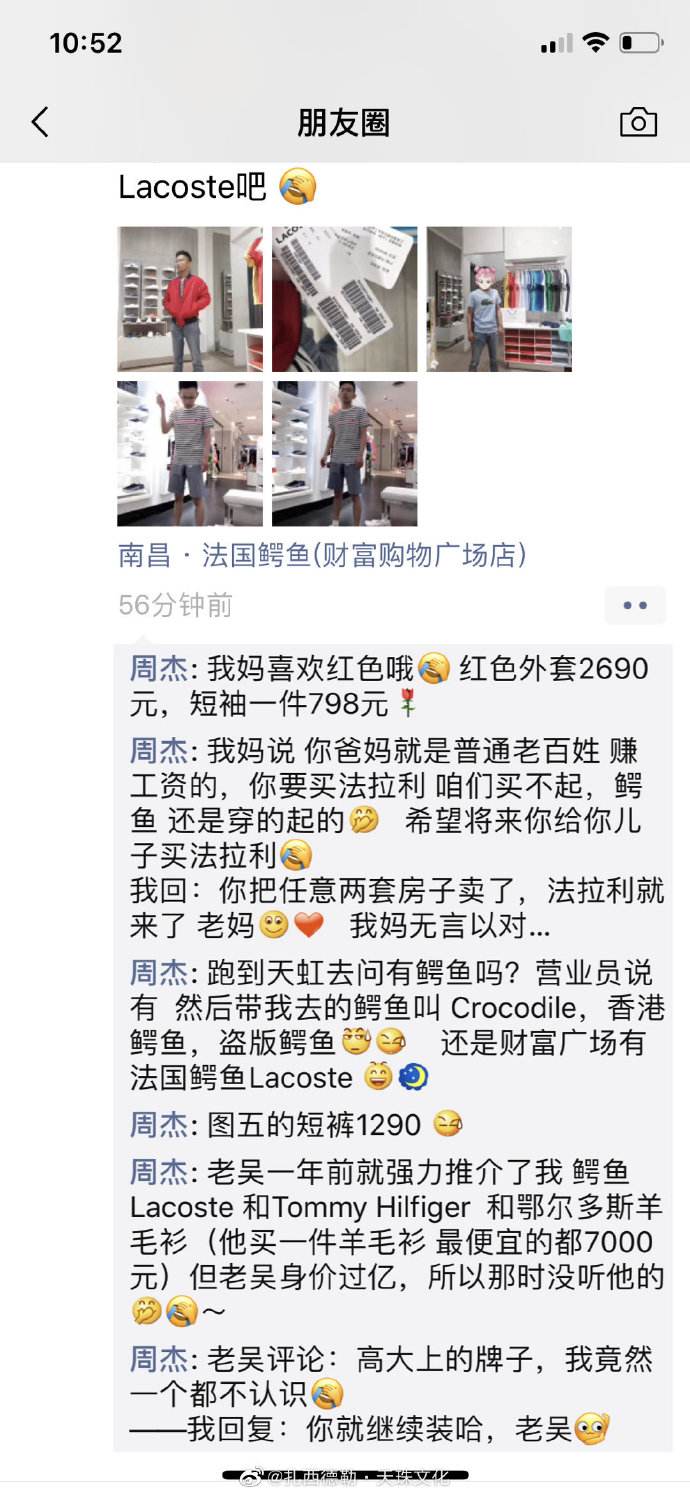 10:52
朋友圈
Lacoste吧 🤦
LACOS
南昌 · 法国鳄鱼(财富购物广场店)
56分钟前
周杰: 我妈喜欢红色哦🤦 红色外套2690
元，短袖一件798元🌹
周杰: 我妈说 你爸妈就是普通老百姓 赚
工资的，你要买法拉利 咱们买不起，鳄
鱼 还是穿的起的🤭 希望将来你给你儿
子买法拉利🤦
我回：你把任意两套房子卖了，法拉利就
来了 老妈🙂❤️ 我妈无言以对...
周杰: 跑到天虹去问有鳄鱼吗？营业员说
有 然后带我去的鳄鱼叫 Crocodile，香港
鳄鱼，盗版鳄鱼😓😆 还是财富广场有
法国鳄鱼Lacoste 😄🌙
周杰: 图五的短裤1290 😆
周杰: 老吴一年前就强力推介了我 鳄鱼
Lacoste 和Tommy Hilfiger 和鄂尔多斯羊
毛衫（他买一件羊毛衫 最便宜的都7000
元）但老吴身价过亿，所以那时没听他的
🤭🤦～
周杰: 老吴评论：高大上的牌子，我竟然
一个都不认识🤦
——我回复：你就继续装哈，老吴🤔
@扎西德勒·天珠文化